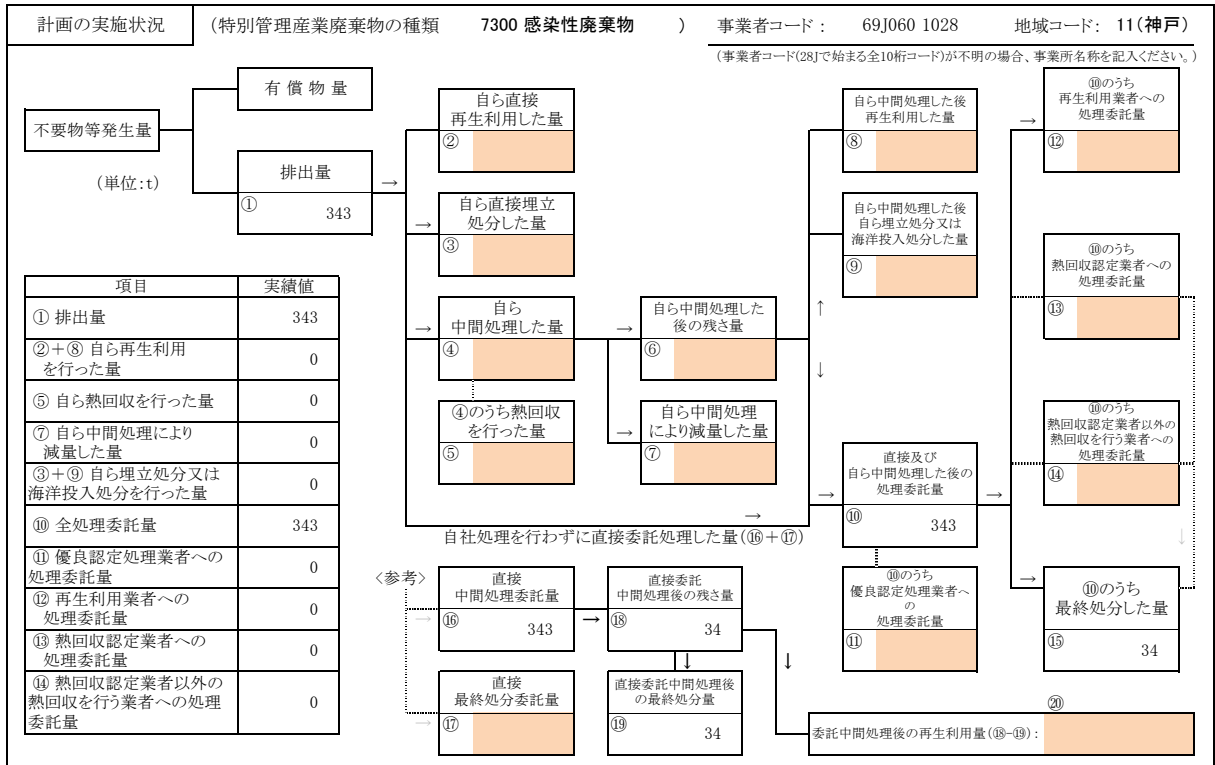 計画の実施状況
(特別管理産業廃棄物の種類 7300 感染性廃棄物 )
事業者コード: 69J060 1028
地域コード: 11(神戸)
(事業者コード(28Jで始まる全10桁コード)が不明の場合、事業所名称を記入ください。)
不要物等発生量
(単位:t)
有償物量
排出量
① 343
→
自ら直接
再生利用した量
②
→
自ら直接埋立
処分した量
③
→
自ら
中間処理した量
④
④のうち熱回収
を行った量
⑤
→
自ら中間処理した
後の残さ量
⑥
→
自ら中間処理
により減量した量
⑦
自ら中間処理した後
再生利用した量
⑧
自ら中間処理した後
自ら埋立処分又は
海洋投入処分した量
⑨
↑
↓
→
→
自社処理を行わずに直接委託処理した量(⑯+⑰)
直接及び
自ら中間処理した後の
処理委託量
⑩ 343
⑩のうち
優良認定処理業者へ
の
処理委託量
⑪
→
→
⑩のうち
再生利用業者への
処理委託量
⑫
⑩のうち
熱回収認定業者への
処理委託量
⑬
⑩のうち
熱回収認定業者以外の
熱回収を行う業者への
処理委託量
⑭
↓
→
⑩のうち
最終処分した量
⑮ 34
項目 実績値
① 排出量 343
②+⑧ 自ら再生利用
を行った量 0
⑤ 自ら熱回収を行った量 0
⑦ 自ら中間処理により
減量した量 0
③+⑨ 自ら埋立処分又は
海洋投入処分を行った量 0
⑩ 全処理委託量 343
⑪ 優良認定処理業者への
処理委託量 0
⑫ 再生利用業者への
処理委託量 0
⑬ 熱回収認定業者への
処理委託量 0
⑭ 熱回収認定業者以外の
熱回収を行う業者への処理
委託量 0
<参考>
→
直接
中間処理委託量
⑯ 343
→
直接委託
中間処理後の残さ量
⑱ 34
↓
↓
→
直接
最終処分委託量
⑰
直接委託中間処理後
の最終処分量
⑲ 34
⑳
委託中間処理後の再生利用量(⑱-⑲):